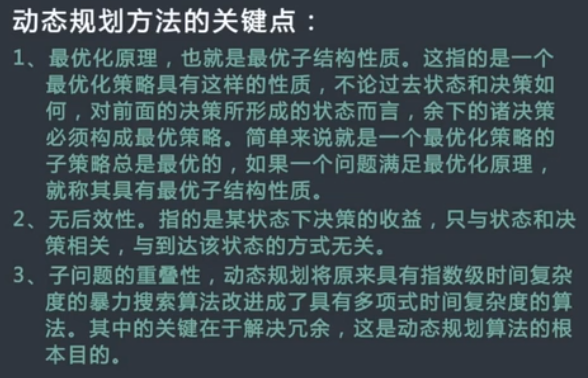 动态规划方法的关键点：
1、最优化原理，也就是最优子结构性质。这指的是一个
最优化策略具有这样的性质，不论过去状态和决策如
何，对前面的决策所形成的状态而言，余下的诸决策
必须构成最优策略。简单来说就是一个最优化策略的
子策略总是最优的，如果一个问题满足最优化原理，
就称其具有最优子结构性质。
2、无后效性。指的是某状态下决策的收益，只与状态和决
策相关，与到达该状态的方式无关。
3、子问题的重叠性，动态规划将原来具有指数级时间复杂
度的暴力搜索算法改进成了具有多项式时间复杂度的算
法。其中的关键在于解决冗余，这是动态规划算法的根
本目的。